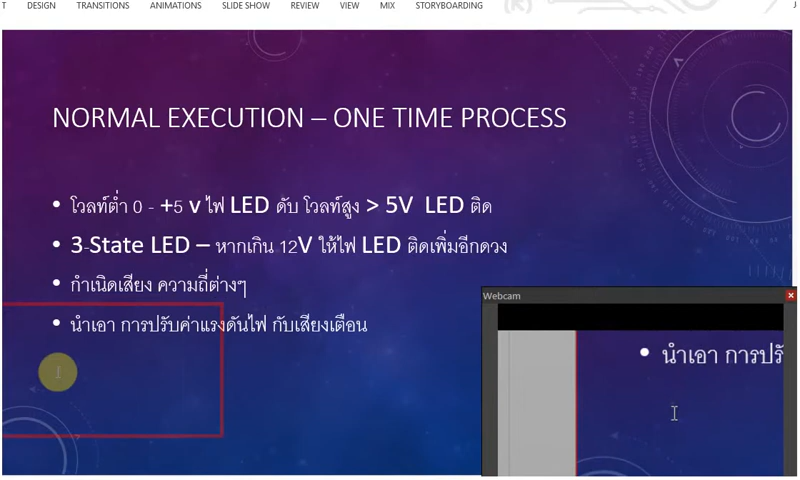 T DESIGN TRANSITIONS ANIMATIONS SLIDE SHOW REVIEW VIEW MIX STORYBOARDING J
NORMAL EXECUTION – ONE TIME PROCESS
• โวลท์ต่ำ 0 - +5 v ไฟ LED ดับ โวลท์สูง > 5V LED ติด
• 3-State LED – หากเกิน 12V ให้ไฟ LED ติดเพิ่มอีกดวง
• กำเนิดเสียง ความถี่ต่างๆ
• นำเอา การปรับค่าแรงดันไฟ กับเสียงเตือน
Webcam
• นำเอา การปรั